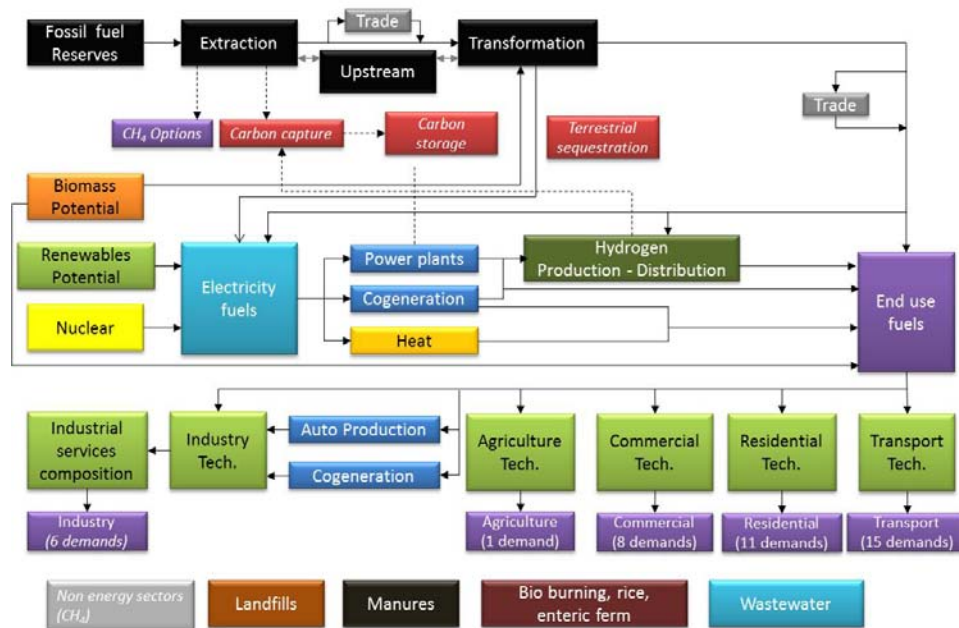 Fossil fuel
Reserves
Extraction
Trade
Transformation
Upstream
Trade
CH₄ Options
Carbon capture
Carbon
storage
Terrestrial
sequestration
Biomass
Potential
Renewables
Potential
Nuclear
Electricity
fuels
Power plants
Cogeneration
Heat
Hydrogen
Production - Distribution
End use
fuels
Industrial
services
composition
Industry
Tech.
Auto Production
Cogeneration
Agriculture
Tech.
Commercial
Tech.
Residential
Tech.
Transport
Tech.
Industry
(6 demands)
Agriculture
(1 demand)
Commercial
(8 demands)
Residential
(11 demands)
Transport
(15 demands)
Non energy sectors
(CH₄)
Landfills
Manures
Bio burning, rice,
enteric ferm
Wastewater